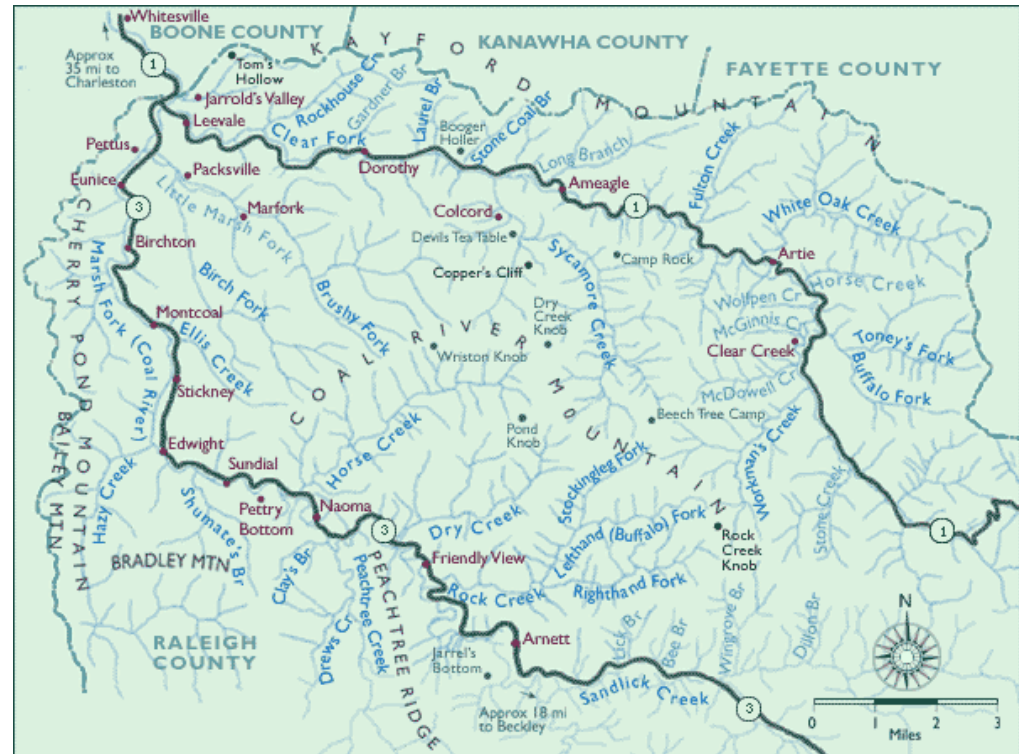 Whitesville
BOONE COUNTY
KAYFORD MOUNTAIN
KANAWHA COUNTY
FAYETTE COUNTY
Approx
35 mi to
Charleston
1
Tom's
Hollow
Jarrold's Valley
Rockhouse Cr
Gardner Br
Laurel Br
Booger
Holler
Stone Coal Br
Leevale
Clear Fork
Dorothy
Long Branch
Fulton Creek
Pettus
Packsville
Ameagle
Eunice
Little Marsh Fork
Marfork
Colcord
1
White Oak Creek
3
CHERRY POND MOUNTAIN
Birchton
Devils Tea Table
Copper's Cliff
Sycamore Creek
Camp Rock
Artie
Marsh Fork (Coal River)
Birch Fork
Brushy Fork
Horse Creek
Wolfpen Cr
Dry
Creek
Knob
McGinnis Cr
Montcoal
Ellis Creek
COAL RIVER MOUNTAIN
Wriston Knob
Clear Creek
Toney's Fork
Buffalo Fork
Stickney
McDowell Cr
BAILEY MTN
Pond
Knob
Beech Tree Camp
Horse Creek
Workman's Creek
Edwight
Sundial
Hazy Creek
Shumate's Br
Pettry
Bottom
Naoma
Stockingleg Fork
Stone Creek
3
Dry Creek
Lefthand (Buffalo) Fork
Rock
Creek
Knob
1
BRADLEY MTN
Clay's Br
Peachtree Creek
PEACHTREE RIDGE
Friendly View
Rock Creek
Righthand Fork
N
RALEIGH
COUNTY
Drews Cr
Jarrel's
Bottom
Arnett
Lick Br
Bee Br
Wingrove Br
Dillon Br
Approx 18 mi
to Beckley
Sandlick Creek
3
0 1 2 3
Miles